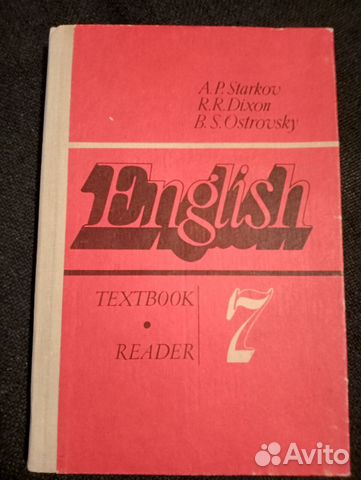 A.P. Starkov
R.R. Dixon
B.S. Ostrovsky
English
TEXTBOOK
•
READER
7
Avito